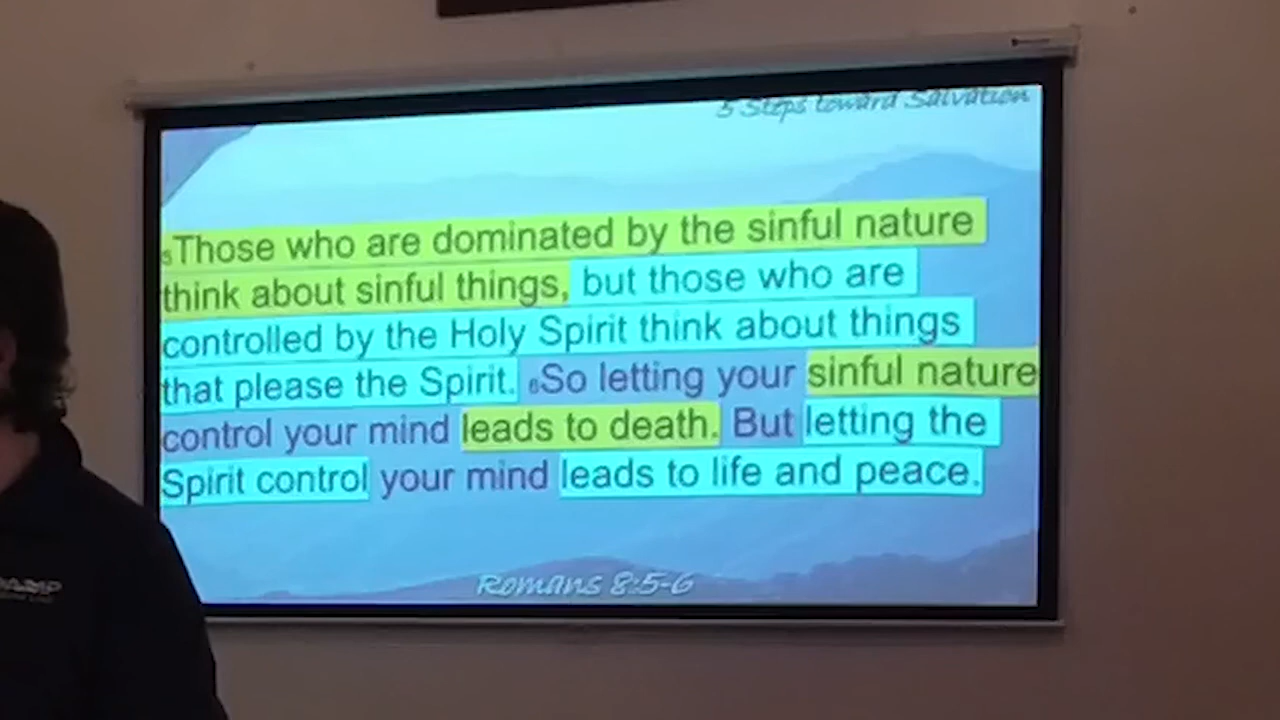 5 Steps toward Salvation
5Those who are dominated by the sinful nature
think about sinful things, but those who are
controlled by the Holy Spirit think about things
that please the Spirit. 6So letting your sinful nature
control your mind leads to death. But letting the
Spirit control your mind leads to life and peace.
Romans 8:5-6